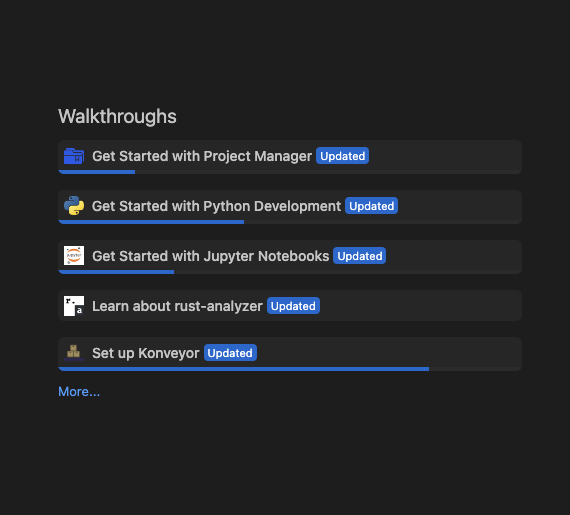 Walkthroughs
Get Started with Project Manager Updated
Get Started with Python Development Updated
Get Started with Jupyter Notebooks Updated
Learn about rust-analyzer Updated
Set up Konveyor Updated
More...